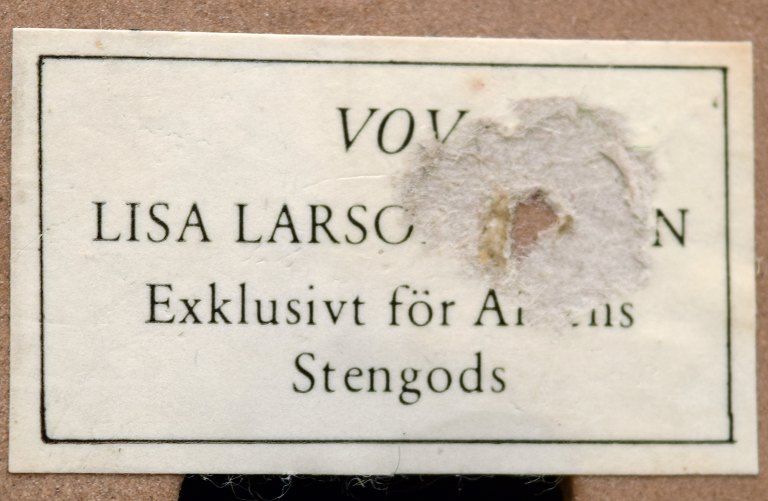 VOV
LISA LARSO N
Exklusivt för
Stengods